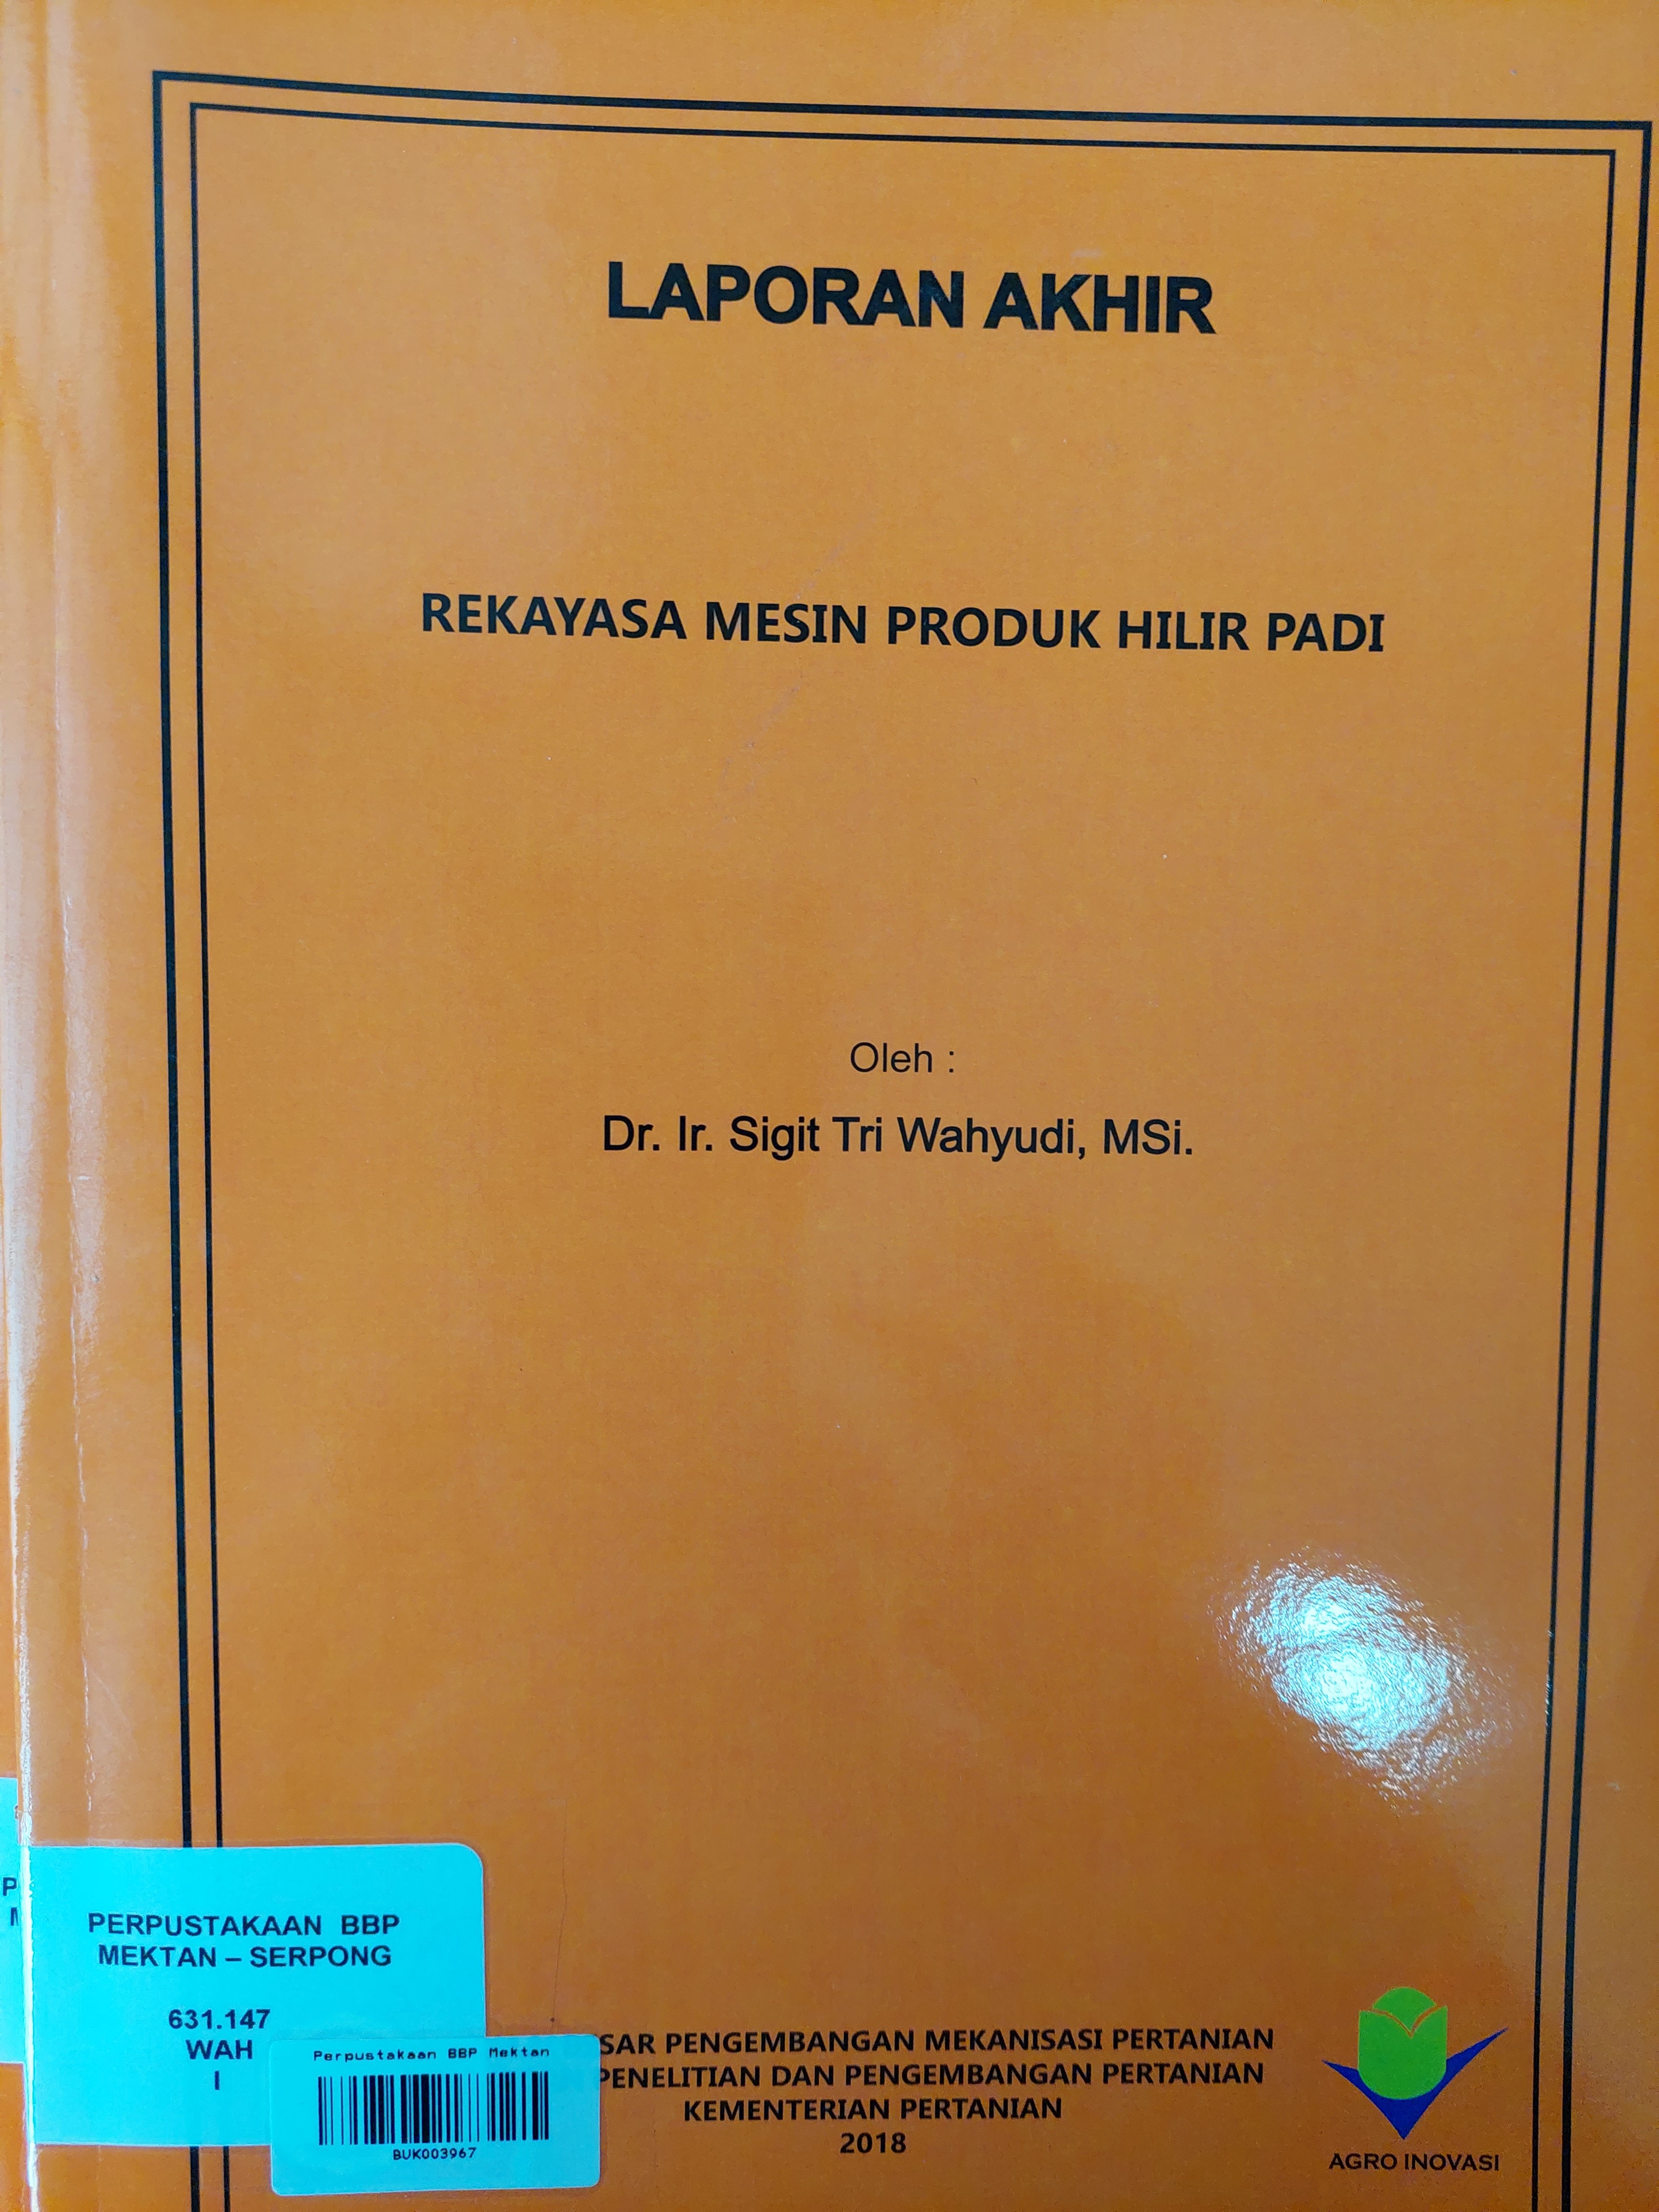 LAPORAN AKHIR
REKAYASA MESIN PRODUK HILIR PADI
Oleh :
Dr. Ir. Sigit Tri Wahyudi, MSi.
PERPUSTAKAAN BBP
MEKTAN – SERPONG
631.147
WAH
I
Perpustakaan BBP Mektan
BUK003967
SAR PENGEMBANGAN MEKANISASI PERTANIAN
PENELITIAN DAN PENGEMBANGAN PERTANIAN
KEMENTERIAN PERTANIAN
2018
AGRO INOVASI